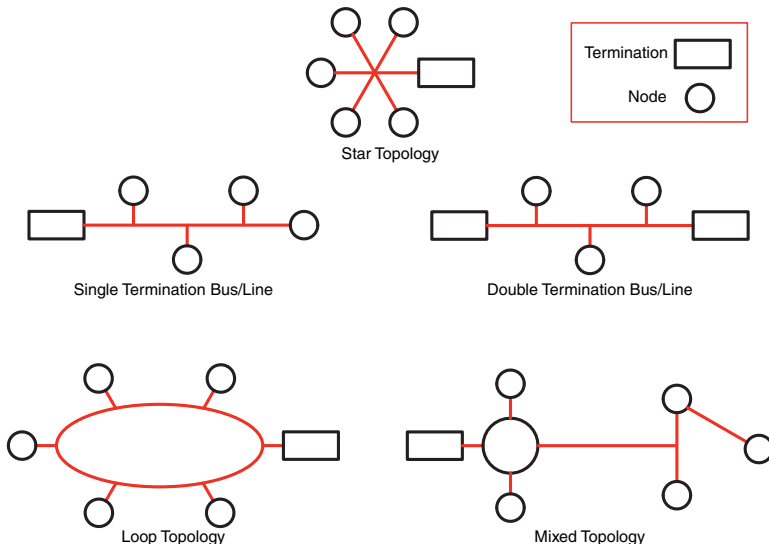 Termination
Node
Star Topology
Single Termination Bus/Line
Double Termination Bus/Line
Loop Topology
Mixed Topology